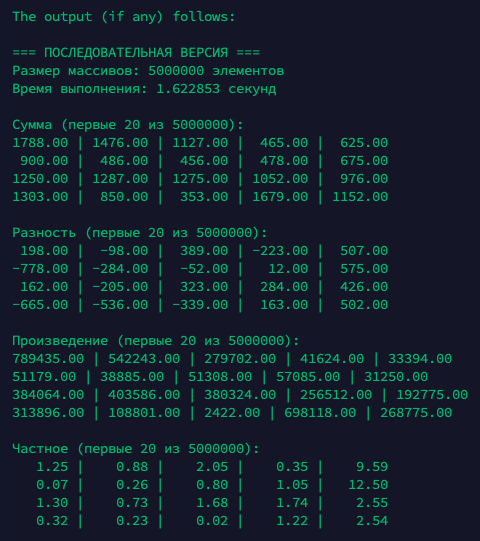 The output (if any) follows:
=== ПОСЛЕДОВАТЕЛЬНАЯ ВЕРСИЯ ===
Размер массивов: 5000000 элементов
Время выполнения: 1.622853 секунд
Сумма (первые 20 из 5000000):
1788.00 | 1476.00 | 1127.00 |  465.00 |  625.00
 900.00 |  486.00 |  456.00 |  478.00 |  675.00
1250.00 | 1287.00 | 1275.00 | 1052.00 |  976.00
1303.00 |  850.00 |  353.00 | 1679.00 | 1152.00
Разность (первые 20 из 5000000):
 198.00 |  -98.00 |  389.00 | -223.00 |  507.00
-778.00 | -284.00 |  -52.00 |   12.00 |  575.00
 162.00 | -205.00 |  323.00 |  284.00 |  426.00
-665.00 | -536.00 | -339.00 |  163.00 |  502.00
Произведение (первые 20 из 5000000):
789435.00 | 542243.00 | 279702.00 | 41624.00 | 33394.00
51179.00 | 38885.00 | 51308.00 | 57085.00 | 31250.00
384064.00 | 403586.00 | 380324.00 | 256512.00 | 192775.00
313896.00 | 108801.00 | 2422.00 | 698118.00 | 268775.00
Частное (первые 20 из 5000000):
   1.25 |    0.88 |    2.05 |    0.35 |    9.59
   0.07 |    0.26 |    0.80 |    1.05 |   12.50
   1.30 |    0.73 |    1.68 |    1.74 |    2.55
   0.32 |    0.23 |    0.02 |    1.22 |    2.54